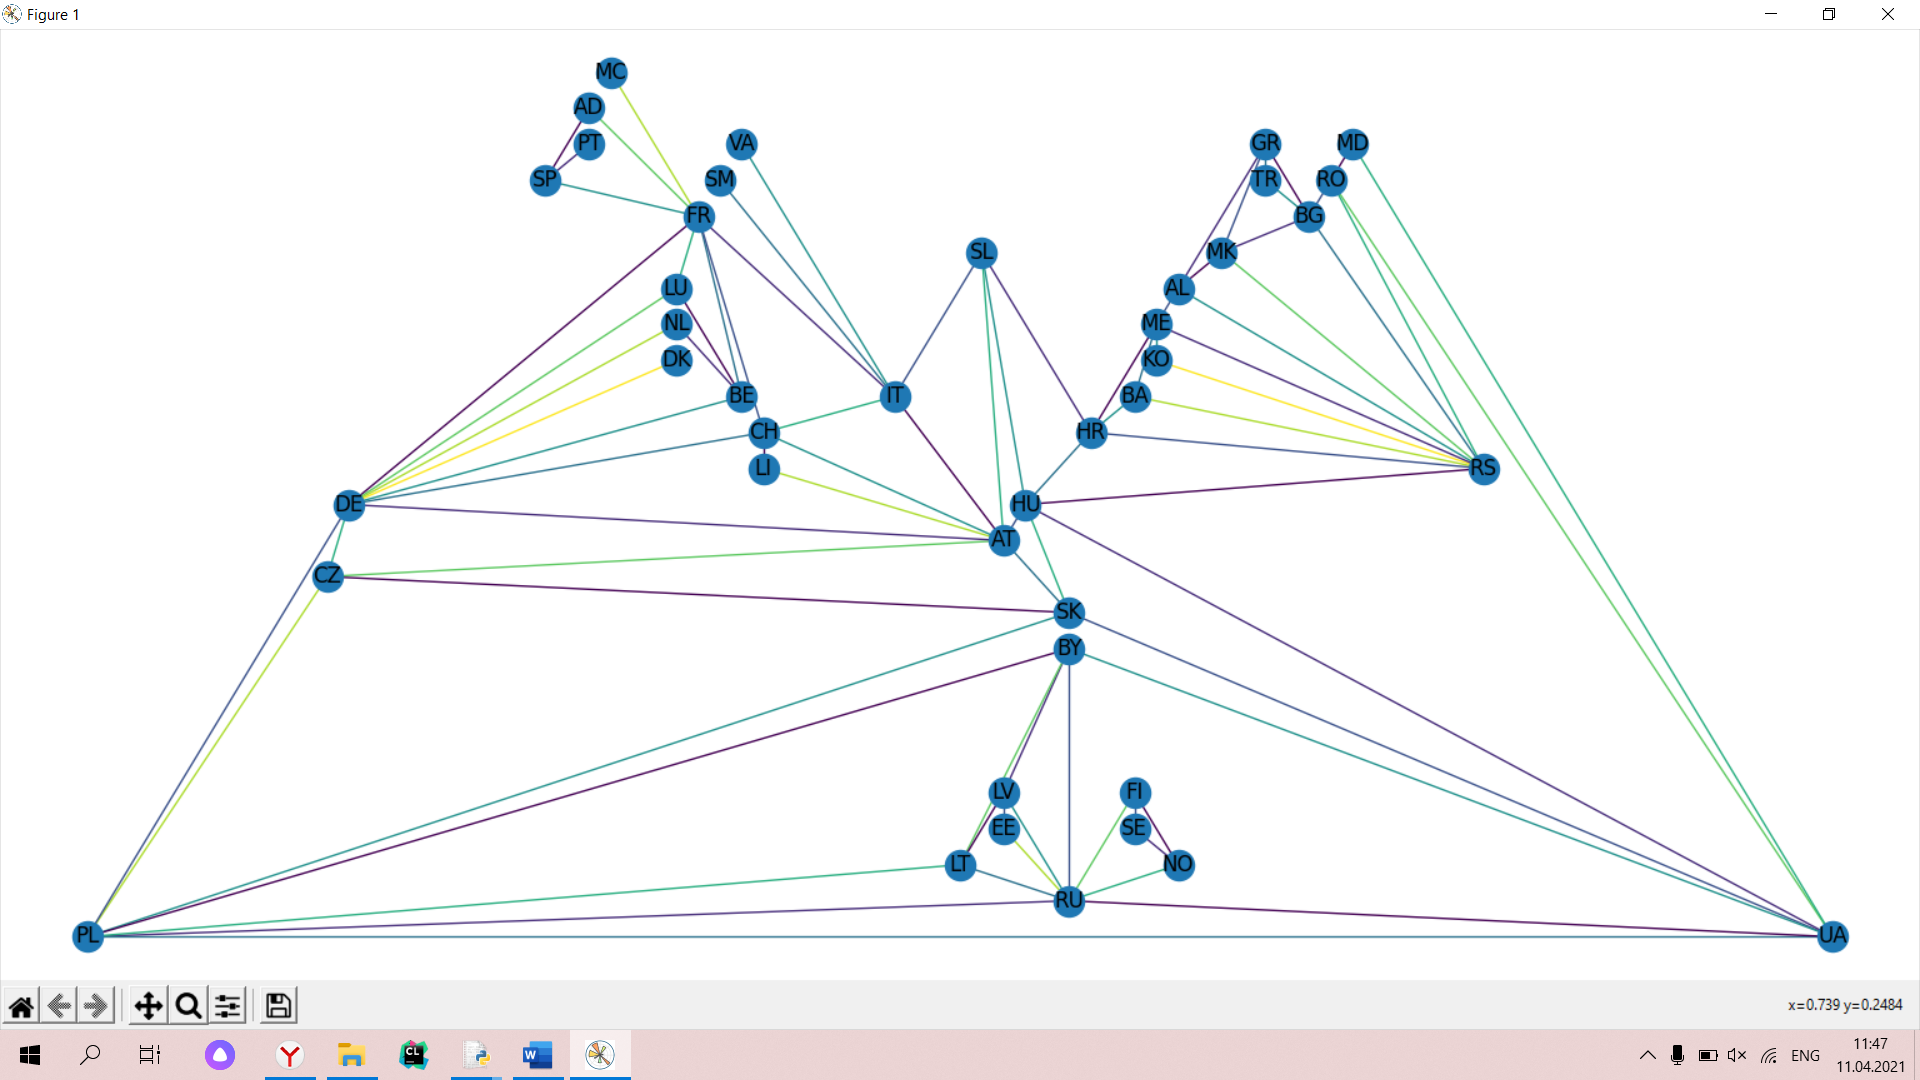 Figure 1
MC
AD
PT
SP
VA
SM
FR
GR
MD
TR
RO
BG
MK
SL
LU
AL
NL
ME
DK
KO
BE
IT
BA
CH
HR
LI
RS
DE
HU
AT
CZ
SK
BY
LV
FI
EE
SE
LT
NO
RU
PL
UA
x=0.739 y=0.2484
Y
CL
W
ENG
11:47
11.04.2021